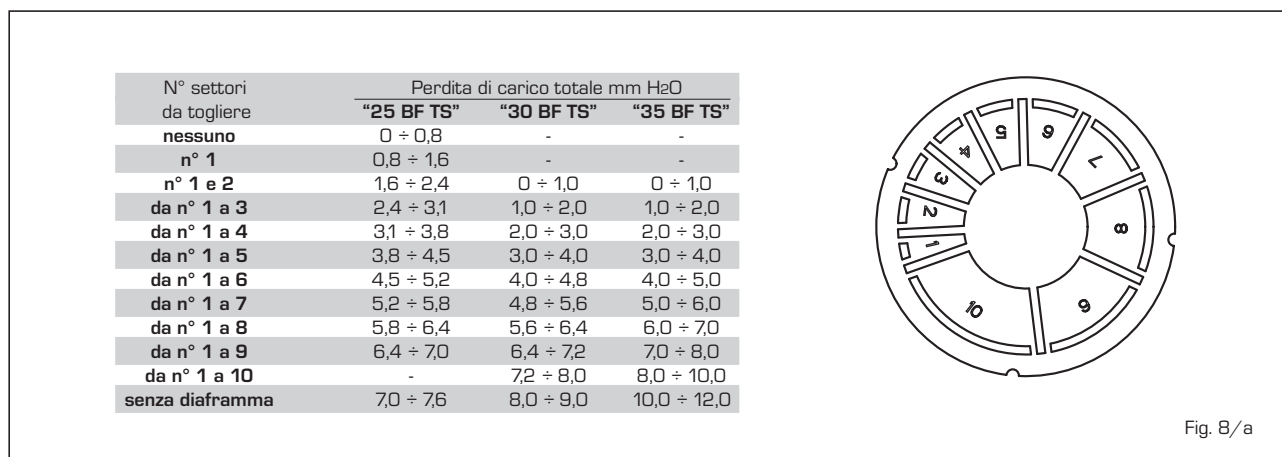 N° settori Perdita di carico totale mm H2O
da togliere "25 BF TS" "30 BF TS" "35 BF TS"
nessuno 0 ÷ 0,8 - -
n° 1 0,8 ÷ 1,6 - -
n° 1 e 2 1,6 ÷ 2,4 0 ÷ 1,0 0 ÷ 1,0
da n° 1 a 3 2,4 ÷ 3,1 1,0 ÷ 2,0 1,0 ÷ 2,0
da n° 1 a 4 3,1 ÷ 3,8 2,0 ÷ 3,0 2,0 ÷ 3,0
da n° 1 a 5 3,8 ÷ 4,5 3,0 ÷ 4,0 3,0 ÷ 4,0
da n° 1 a 6 4,5 ÷ 5,2 4,0 ÷ 4,8 4,0 ÷ 5,0
da n° 1 a 7 5,2 ÷ 5,8 4,8 ÷ 5,6 5,0 ÷ 6,0
da n° 1 a 8 5,8 ÷ 6,4 5,6 ÷ 6,4 6,0 ÷ 7,0
da n° 1 a 9 6,4 ÷ 7,0 6,4 ÷ 7,2 7,0 ÷ 8,0
da n° 1 a 10 - 7,2 ÷ 8,0 8,0 ÷ 10,0
senza diaframma 7,0 ÷ 7,6 8,0 ÷ 9,0 10,0 ÷ 12,0
1
2
3
4
5
6
7
8
9
10
Fig. 8/a